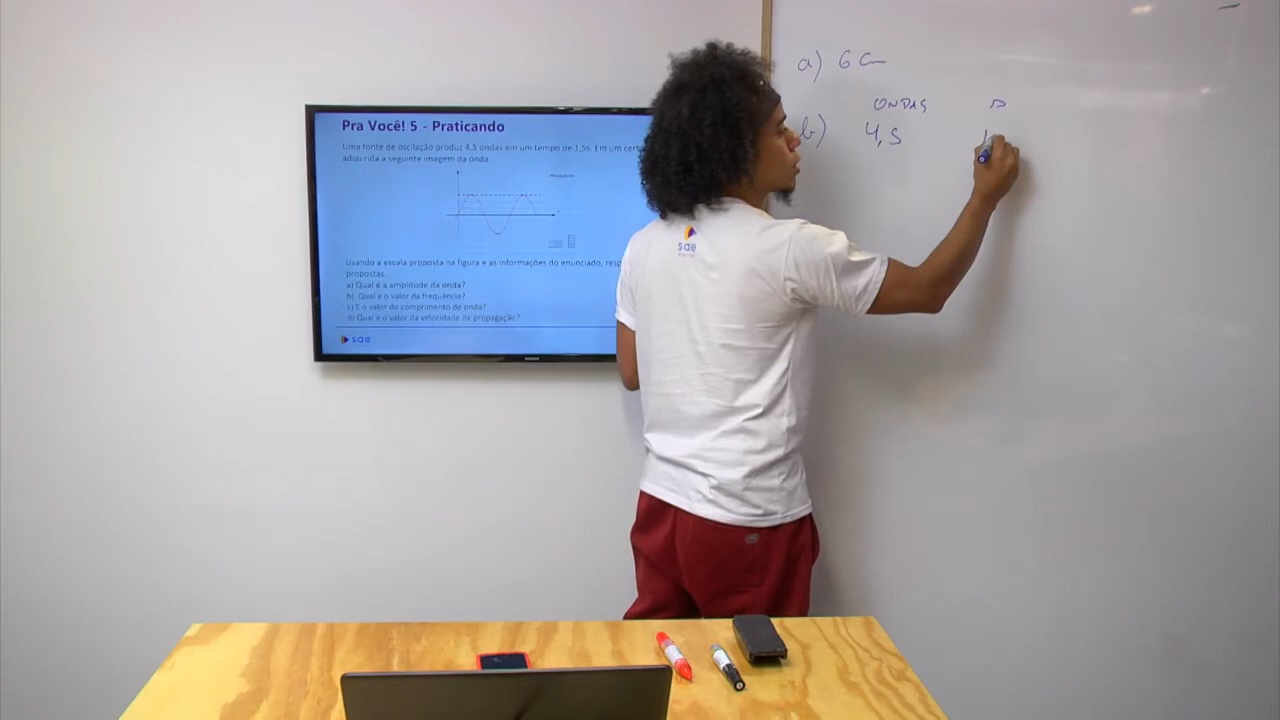 Pra Você! 5 - Praticando
Uma fonte de oscilação produz 4,5 ondas em um tempo de 1,5s. Em um cert
adquirida a seguinte imagem da onda:
Usando a escala proposta na figura e as informações do enunciado, resp
propostas.
a) Qual é a amplitude da onda?
b) Qual é o valor da frequência?
c) E o valor do comprimento de onda?
d) Qual é o valor da velocidade de propagação?
sae
sae
a) 6 cm
ONDAS s
b) 4,5 1